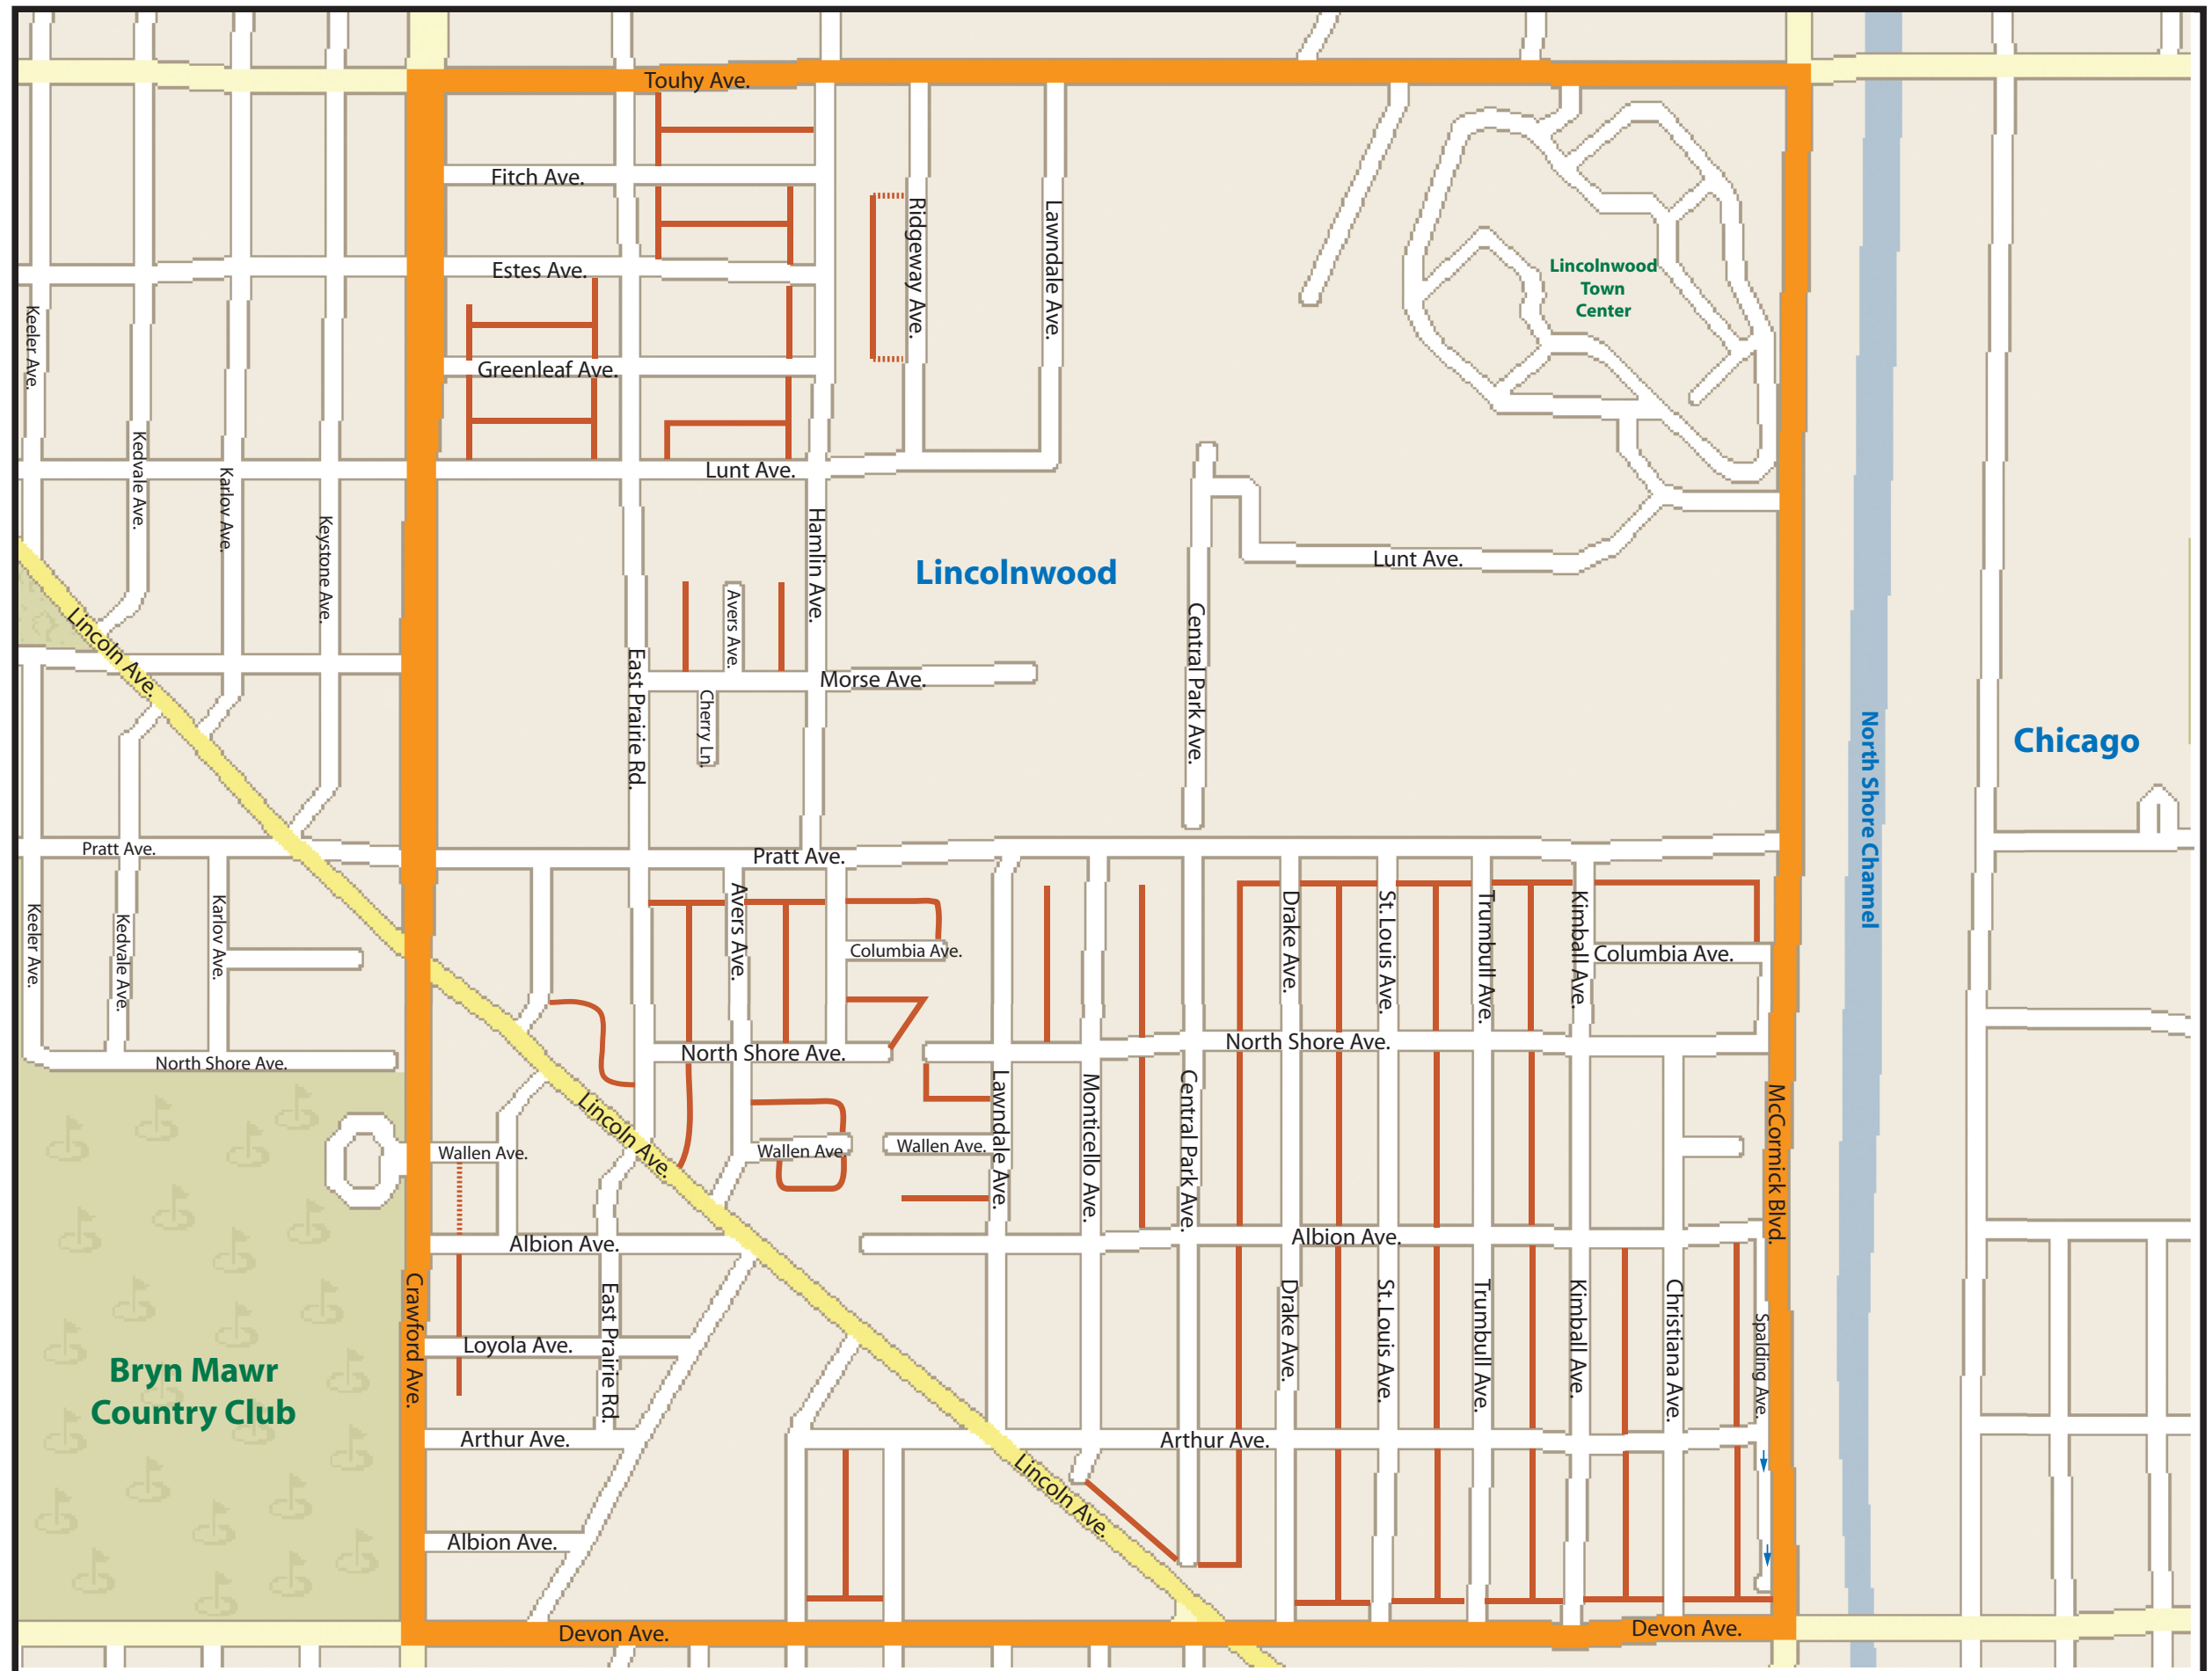 Touhy Ave.
Fitch Ave.
Estes Ave.
Greenleaf Ave.
Lunt Ave.
Ridgeway Ave.
Lawndale Ave.
Lincolnwood
Town
Center
Keeler Ave.
Kedvale Ave.
Karlov Ave.
Keystone Ave.
Hamlin Ave.
Lincolnwood
Lunt Ave.
Lincoln Ave.
Avers Ave.
East Prairie Rd.
Morse Ave.
Cherry Ln.
Central Park Ave.
North Shore Channel
Chicago
Pratt Ave.
Pratt Ave.
Keeler Ave.
Kedvale Ave.
Karlov Ave.
Avers Ave.
Columbia Ave.
Drake Ave.
St. Louis Ave.
Trumbull Ave.
Kimball Ave.
Columbia Ave.
North Shore Ave.
North Shore Ave.
North Shore Ave.
Lincoln Ave.
Wallen Ave.
Wallen Ave.
Wallen Ave.
Lawndale Ave.
Monticello Ave.
Central Park Ave.
McCormick Blvd.
Albion Ave.
Albion Ave.
Crawford Ave.
East Prairie Rd.
Drake Ave.
St. Louis Ave.
Trumbull Ave.
Kimball Ave.
Christiana Ave.
Spalding Ave.
Loyola Ave.
Bryn Mawr
Country Club
Arthur Ave.
Arthur Ave.
Lincoln Ave.
Albion Ave.
Devon Ave.
Devon Ave.